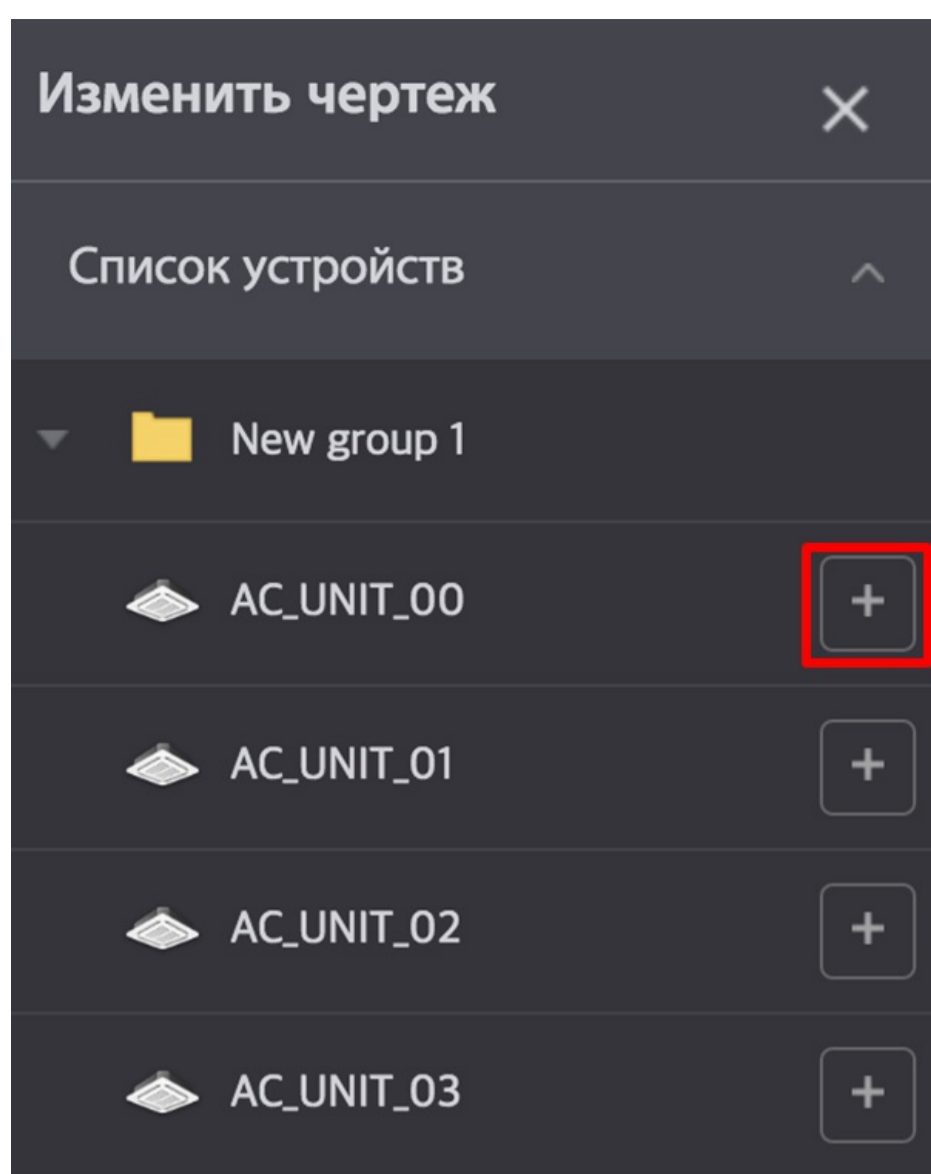 Изменить чертеж
Список устройств
New group 1
AC_UNIT_00
AC_UNIT_01
AC_UNIT_02
AC_UNIT_03